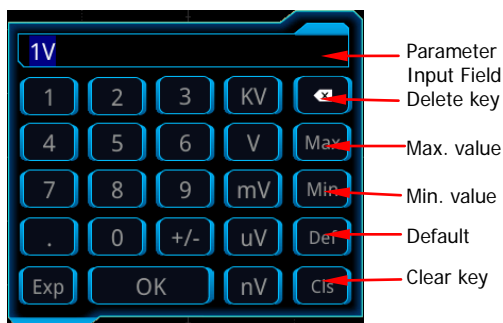 1V
Parameter
Input Field
1 2 3 KV
Delete key
4 5 6 V Max
Max. value
7 8 9 mV Min
Min. value
. 0 +/- uV Def
Default
Exp OK nV Cls
Clear key